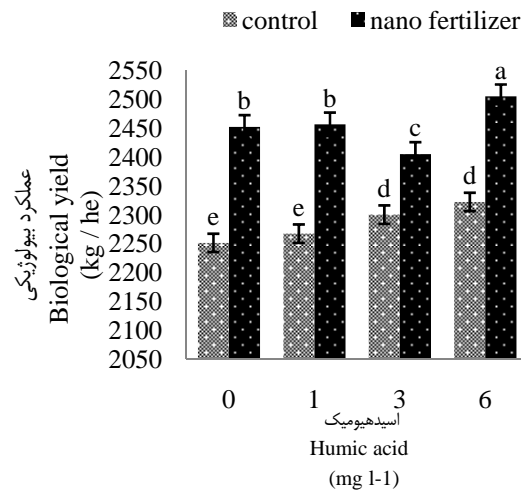 control nano fertilizer
2550
2500
2450
2400
2350
2300
2250
2200
2150
2100
2050
عملکرد بیولوژیکی
Biological yield
(kg / he)
e b e b d c d a
0 1 3 6
اسیدهیومیک
Humic acid
(mg l-1)